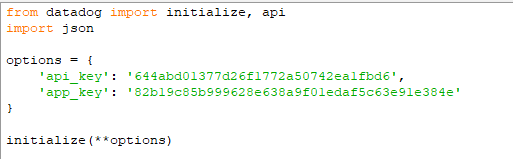 from datadog import initialize, api
import json
options = {
    'api_key': '644abd01377d26f1772a50742ea1fbd6',
    'app_key': '82b19c85b999628e638a9f01edaf5c63e91e384e'
}
initialize(**options)